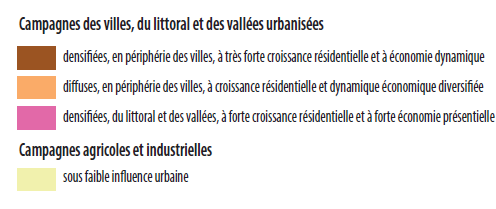 Campagnes des villes, du littoral et des vallées urbanisées
densifiées, en périphérie des villes, à très forte croissance résidentielle et à économie dynamique
diffuses, en périphérie des villes, à croissance résidentielle et dynamique économique diversifiée
densifiées, du littoral et des vallées, à forte croissance résidentielle et à forte économie présentielle
Campagnes agricoles et industrielles
sous faible influence urbaine